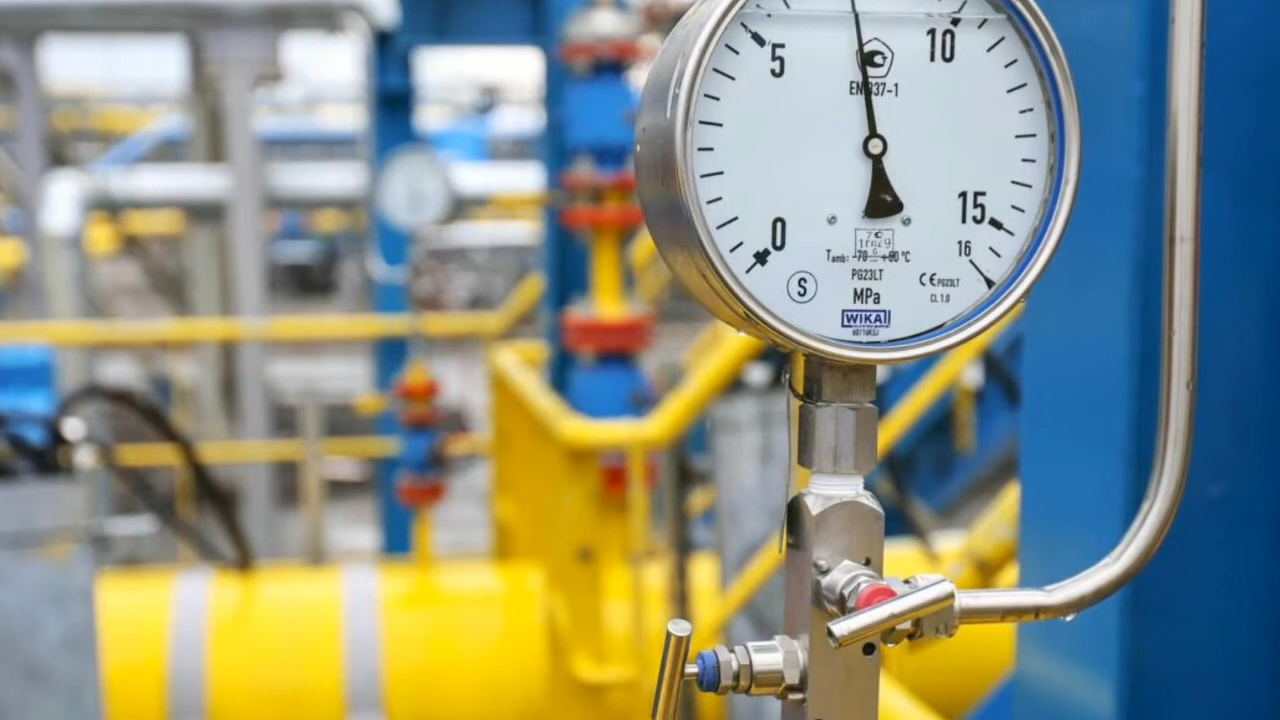 5
10
EN 837-1
0
15
16
Tamb: -70...+60 °C
S
PG23LT
CE PG23LT
MPa
Cl. 1.0
WIKA